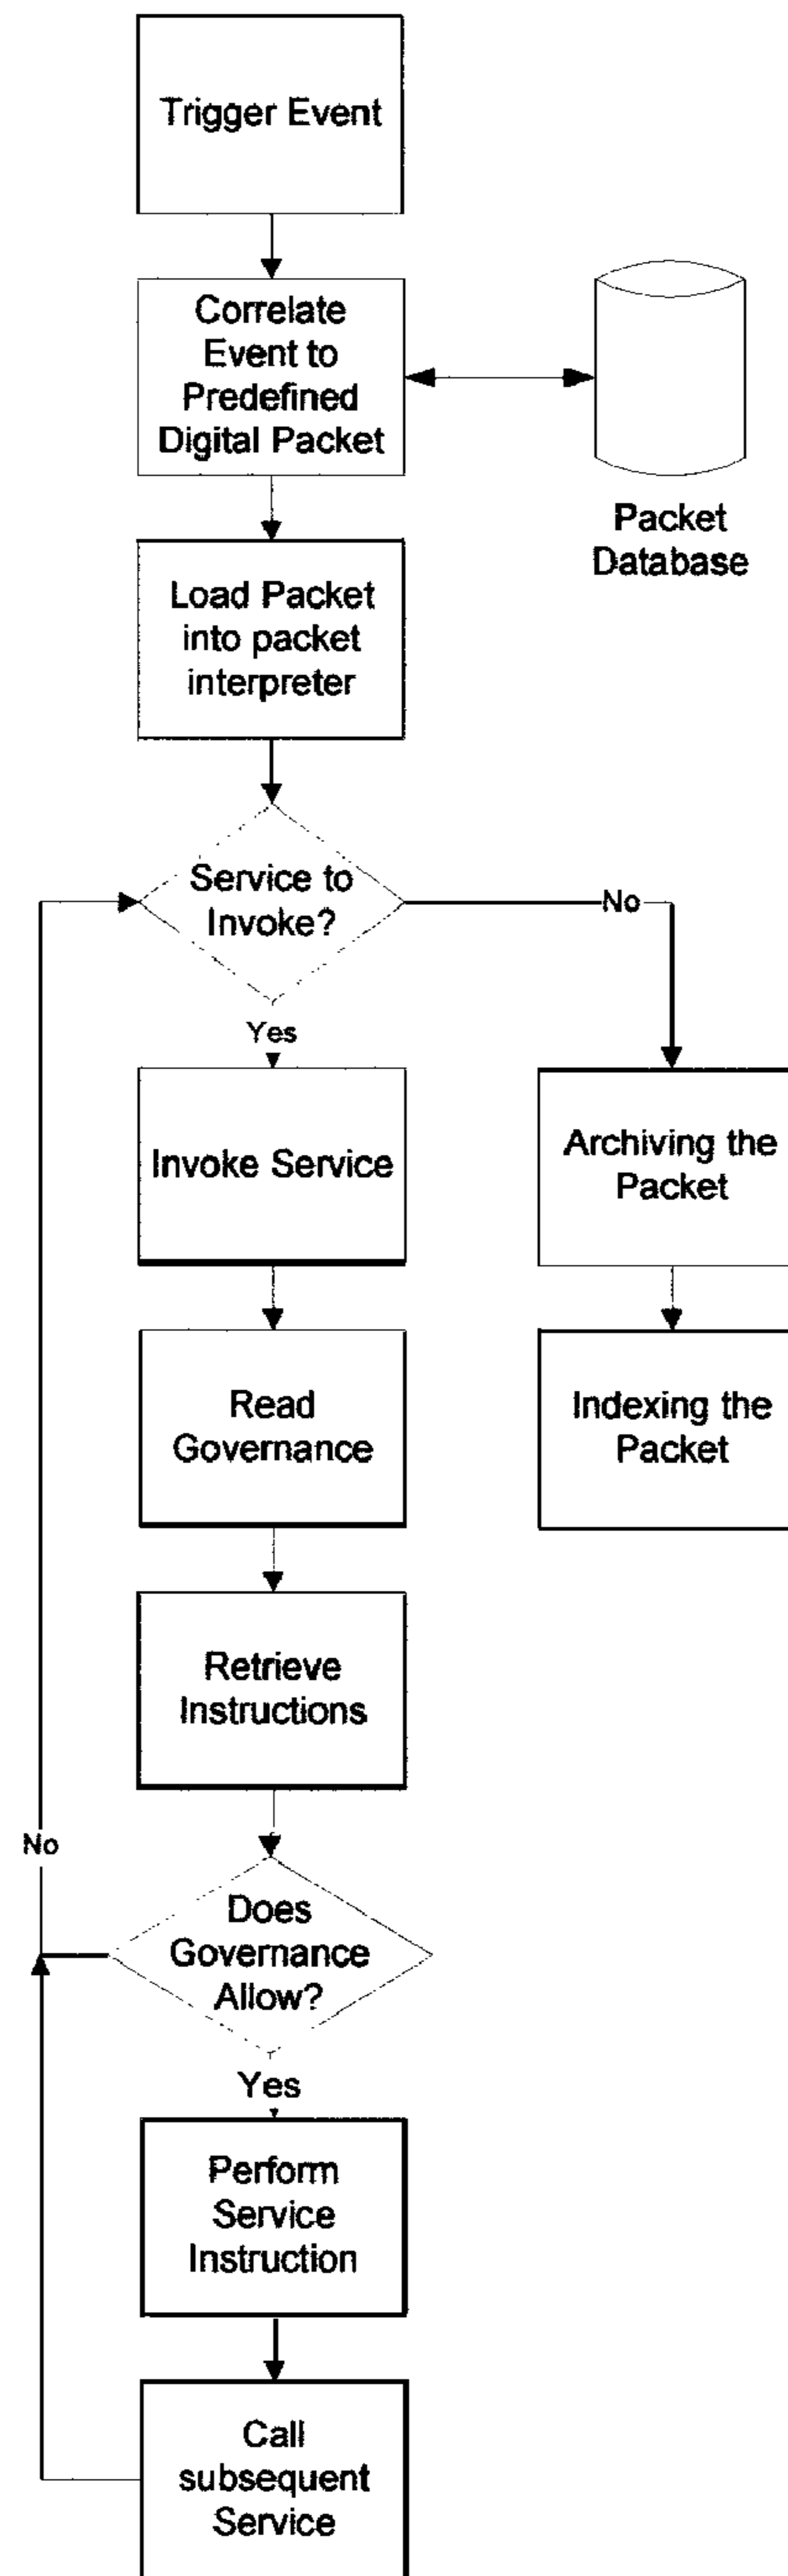 Trigger Event
Correlate
Event to
Predefined
Digital Packet
Packet
Database
Load Packet
into packet
interpreter
Service to
Invoke?
No
Yes
Invoke Service
Archiving the
Packet
Read
Governance
Indexing the
Packet
Retrieve
Instructions
No
Does
Governance
Allow?
Yes
Perform
Service
Instruction
Call
subsequent
Service